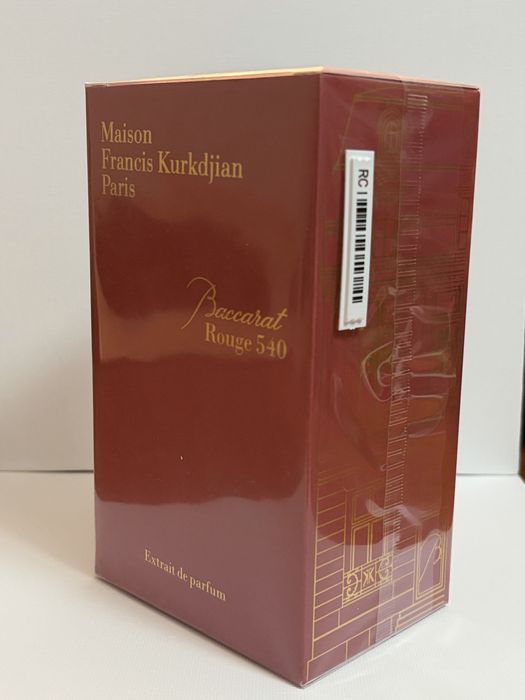 Maison
Francis Kurkdjian
Paris
Baccarat
Rouge 540
Extrait de parfum
RC